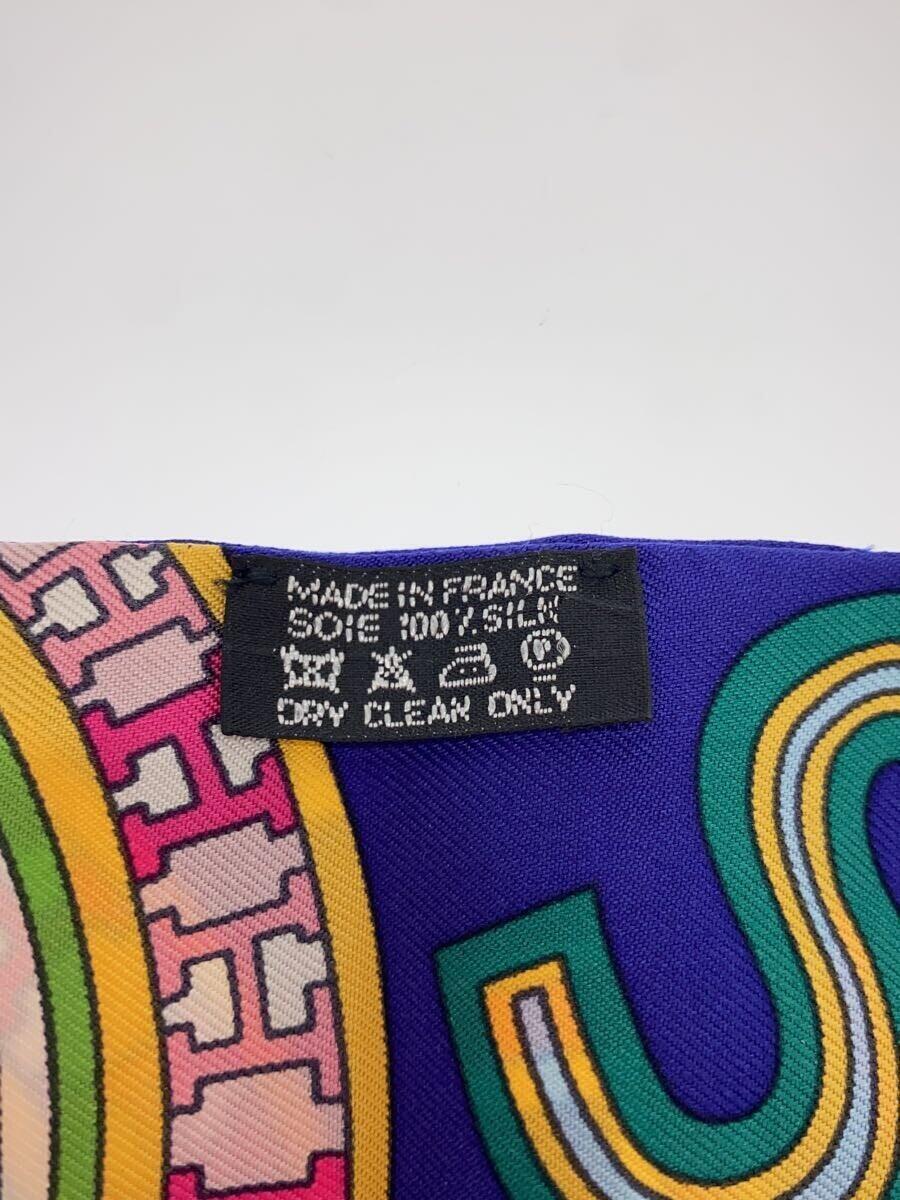 MADE IN FRANCE
SOIE 100% SILK
P
DRY CLEAN ONLY